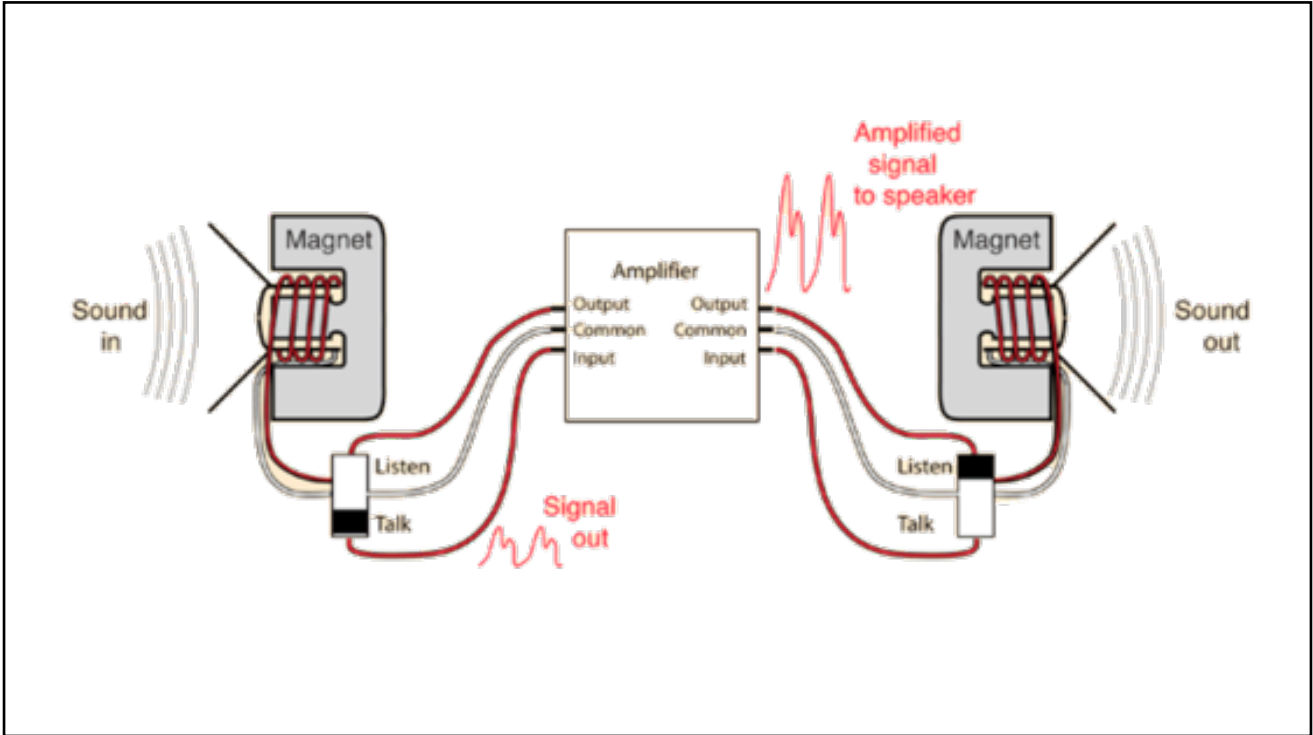 Amplified
signal
to speaker
Magnet
Magnet
Amplifier
Sound
in
Output
Common
Input
Output
Common
Input
Sound
out
Listen
Talk
Signal
out
Listen
Talk